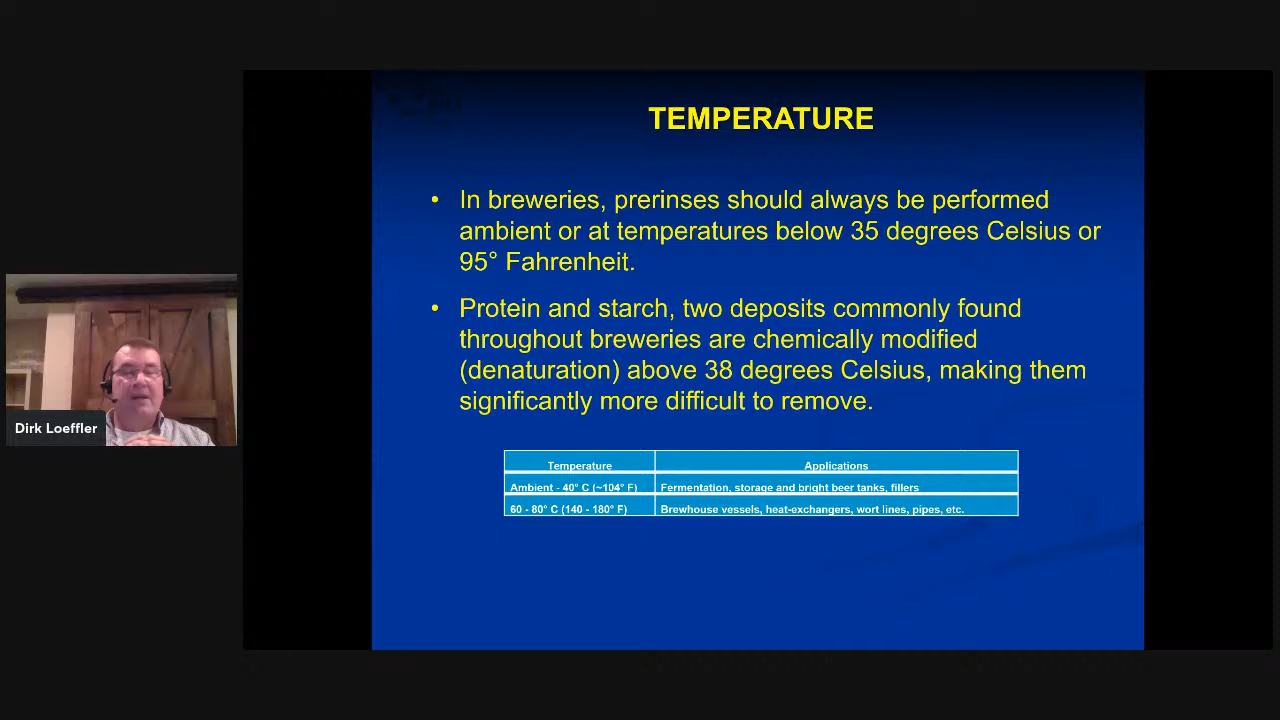 TEMPERATURE
• In breweries, prerinses should always be performed
ambient or at temperatures below 35 degrees Celsius or
95° Fahrenheit.
• Protein and starch, two deposits commonly found
throughout breweries are chemically modified
(denaturation) above 38 degrees Celsius, making them
significantly more difficult to remove.
Dirk Loeffler
Temperature Applications
Ambient - 40° C (~104° F) Fermentation, storage and bright beer tanks, fillers
60 - 80° C (140 - 180° F) Brewhouse vessels, heat-exchangers, wort lines, pipes, etc.